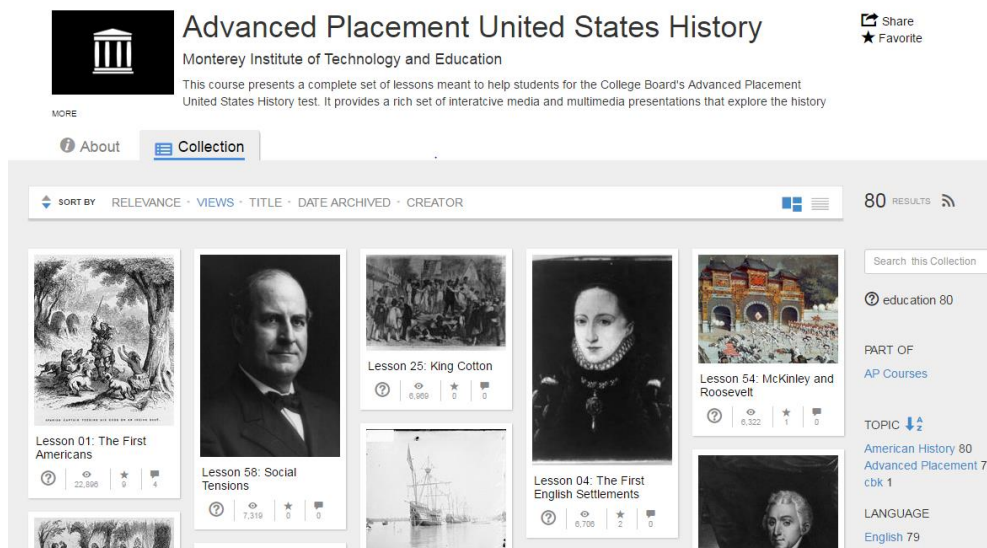 Advanced Placement United States History
Monterey Institute of Technology and Education
This course presents a complete set of lessons meant to help students for the College Board's Advanced Placement
United States History test. It provides a rich set of interatcive media and multimedia presentations that explore the history
MORE
Share
Favorite
About
Collection
SORT BY RELEVANCE · VIEWS · TITLE · DATE ARCHIVED · CREATOR
80 RESULTS
Search this Collection
education 80
PART OF
AP Courses
TOPIC
American History 80
Advanced Placement 7
cbk 1
LANGUAGE
English 79
SPANISH CAPTAIN
Lesson 01: The First
Americans
22,896 9 4
Lesson 58: Social
Tensions
7,319 0 0
Lesson 25: King Cotton
6,969 0 0
Lesson 04: The First
English Settlements
6,706 2 0
Lesson 54: McKinley and
Roosevelt
6,322 1 0